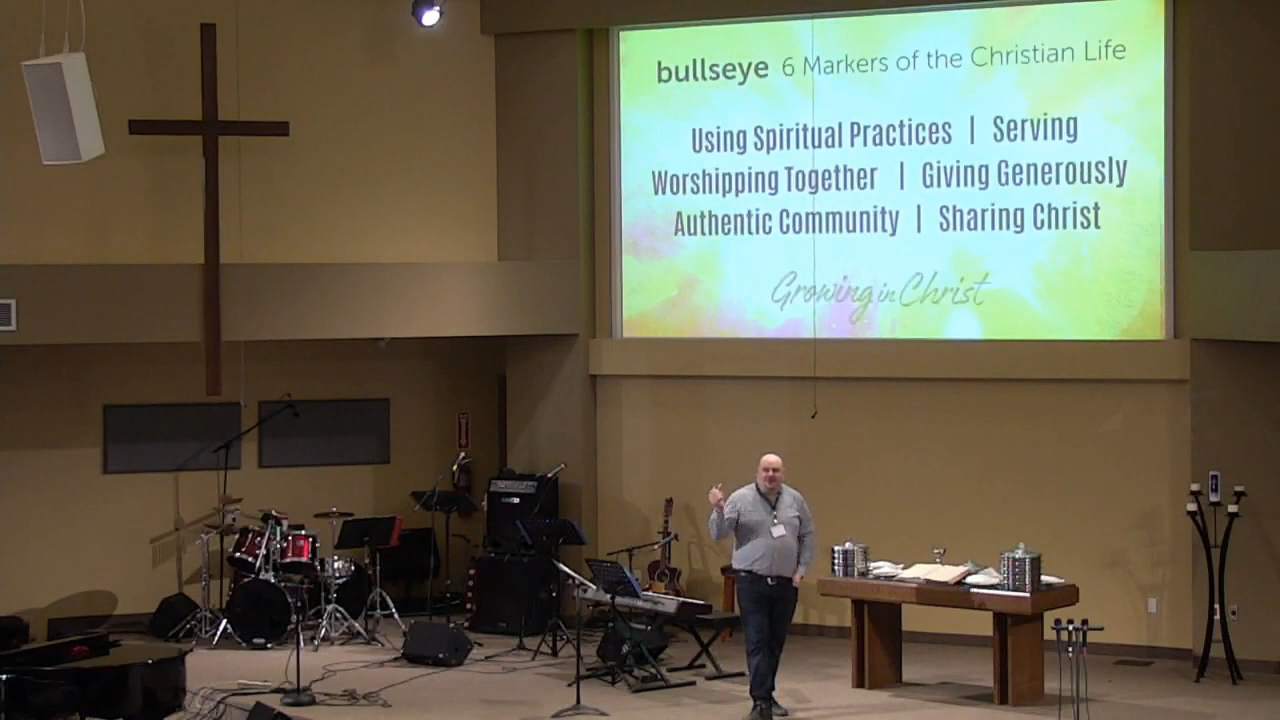 bullseye 6 Markers of the Christian Life
Using Spiritual Practices | Serving
Worshipping Together | Giving Generously
Authentic Community | Sharing Christ
Growing in Christ